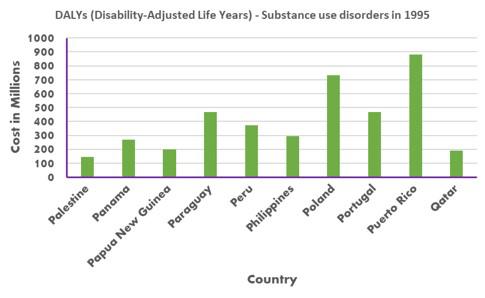 DALYs (Disability-Adjusted Life Years) - Substance use disorders in 1995
Cost in Millions
1000
900
800
700
600
500
400
300
200
100
0
Palestine
Panama
Papua New Guinea
Paraguay
Peru
Philippines
Poland
Portugal
Puerto Rico
Qatar
Country